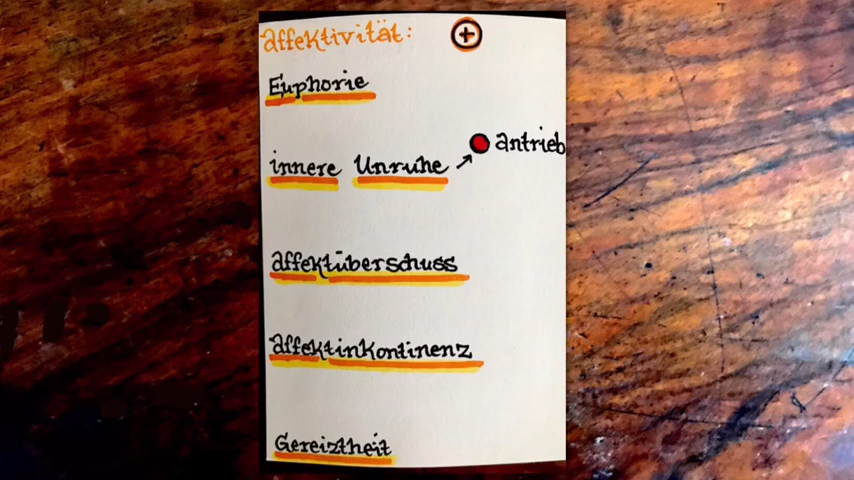 affektivität: +
Euphorie
innere Unruhe → antrieb
affektüberschuss
affektinkontinenz
Gereiztheit